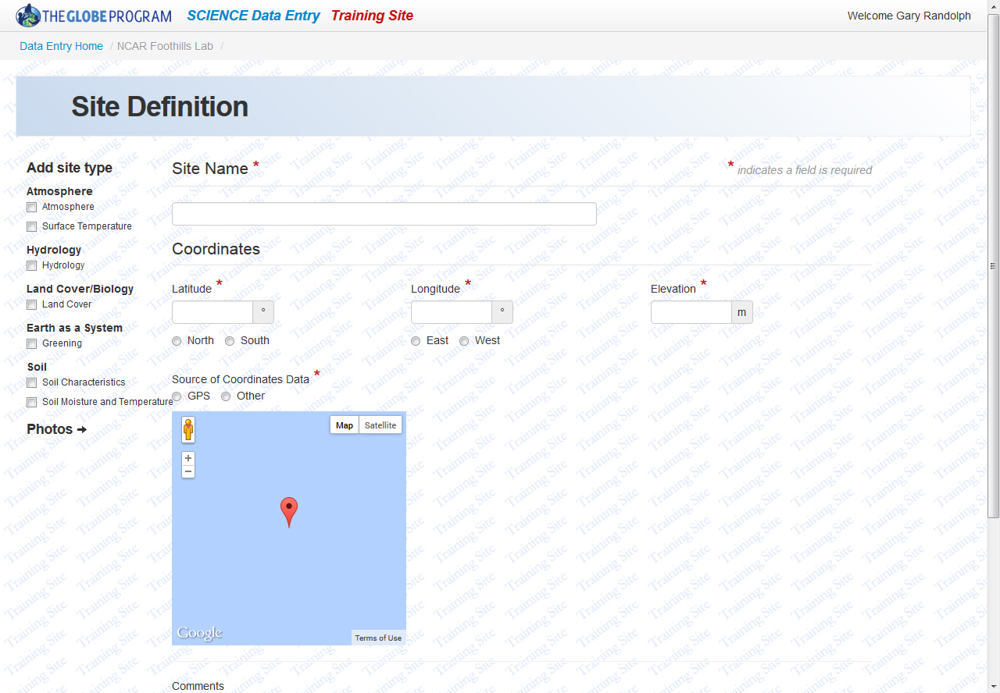 THE GLOBE PROGRAM SCIENCE Data Entry Training Site Welcome Gary Randolph
Data Entry Home / NCAR Foothills Lab /
Site Definition
Add site type
Atmosphere
Atmosphere
Surface Temperature
Hydrology
Hydrology
Land Cover/Biology
Land Cover
Earth as a System
Greening
Soil
Soil Characteristics
Soil Moisture and Temperature
Photos
Site Name *
* indicates a field is required
Coordinates
Latitude * Longitude * Elevation *
° ° m
North South East West
Source of Coordinates Data *
GPS Other
Map Satellite
+
−
Google
Terms of Use
Comments
Training Site